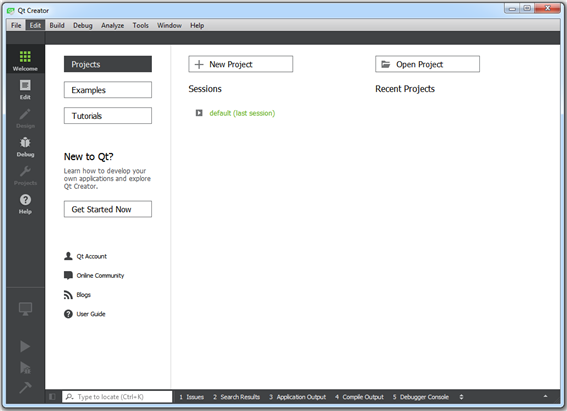 Qt Creator
File Edit Build Debug Analyze Tools Window Help
Welcome
Edit
Design
Debug
Projects
Help
Projects
Examples
Tutorials
New to Qt?
Learn how to develop your
own applications and explore
Qt Creator.
Get Started Now
Qt Account
Online Community
Blogs
User Guide
New Project
Open Project
Sessions
Recent Projects
default (last session)
Type to locate (Ctrl+K)
1 Issues 2 Search Results 3 Application Output 4 Compile Output 5 Debugger Console